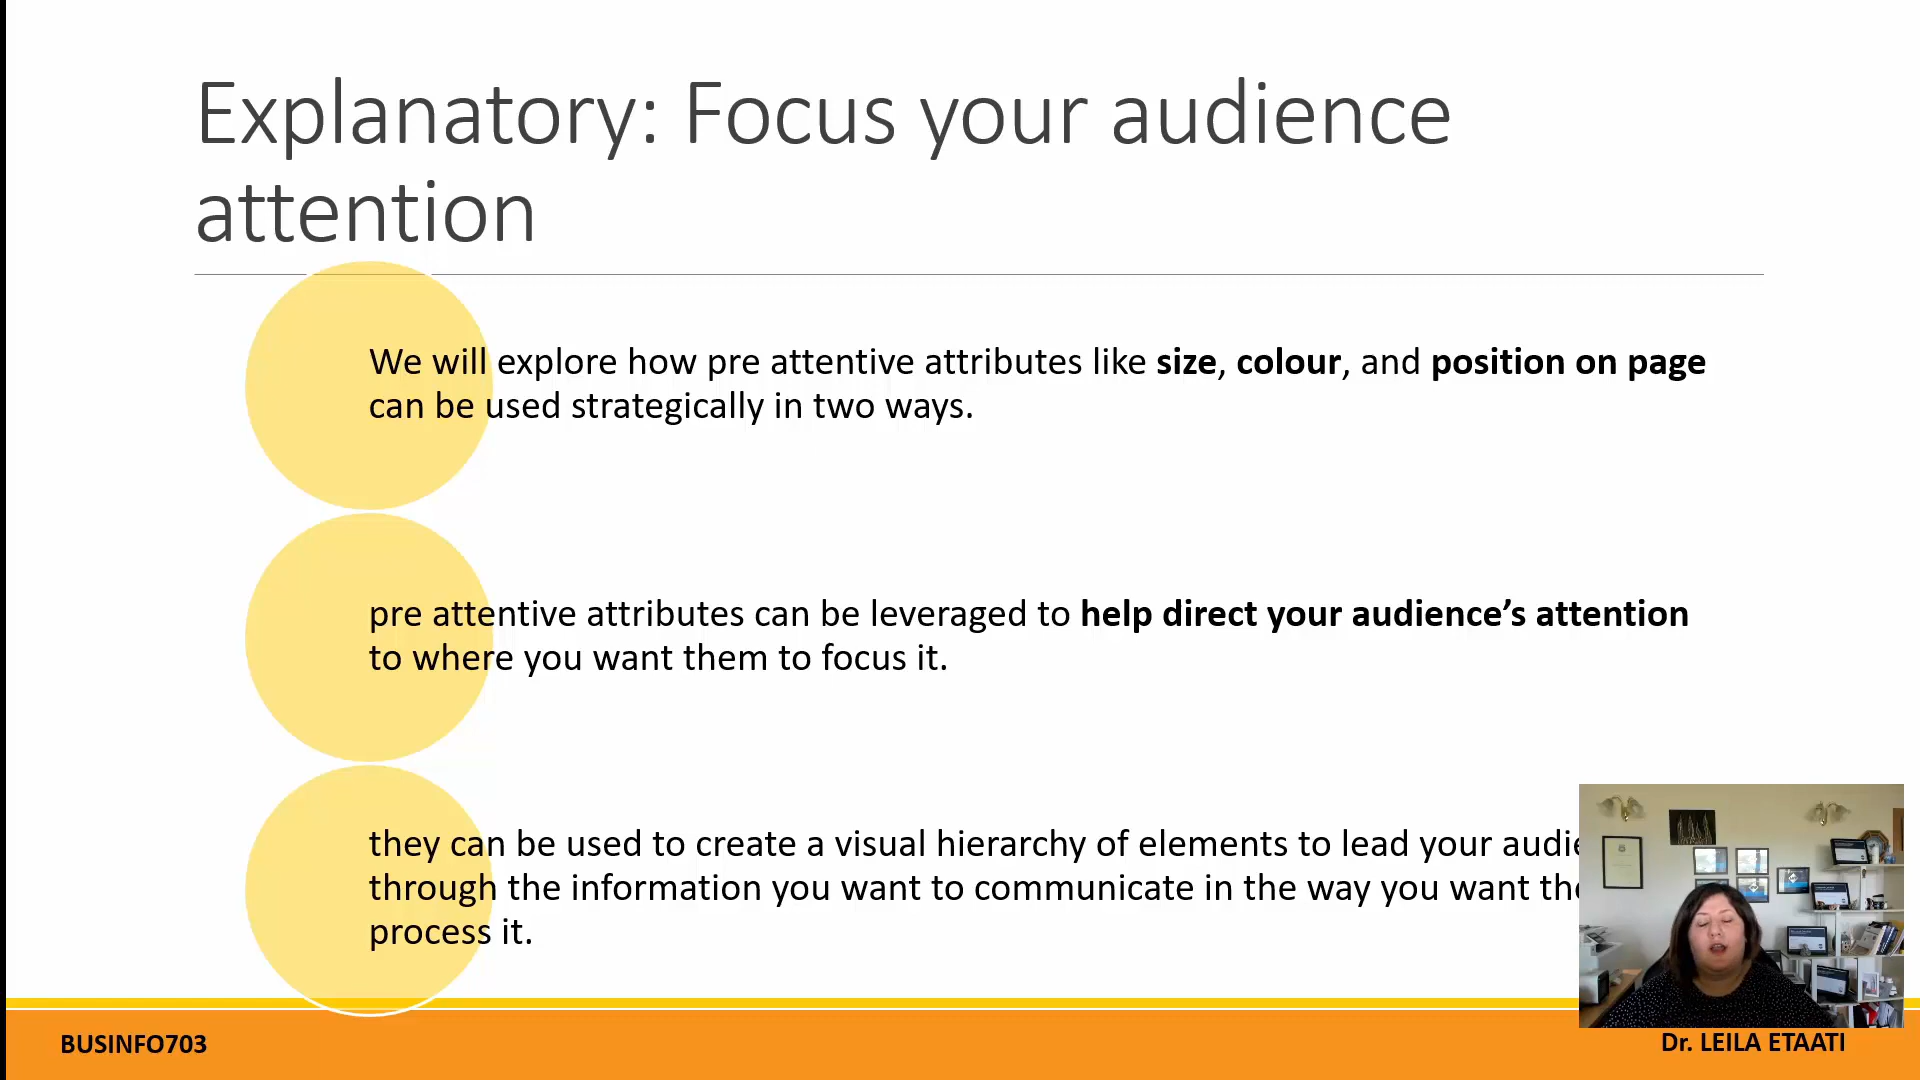 Explanatory: Focus your audience
attention
We will explore how pre attentive attributes like size, colour, and position on page
can be used strategically in two ways.
pre attentive attributes can be leveraged to help direct your audience’s attention
to where you want them to focus it.
they can be used to create a visual hierarchy of elements to lead your
through the information you want to communicate in the way you want
process it.
BUSINFO703
Dr. LEILA ETAATI